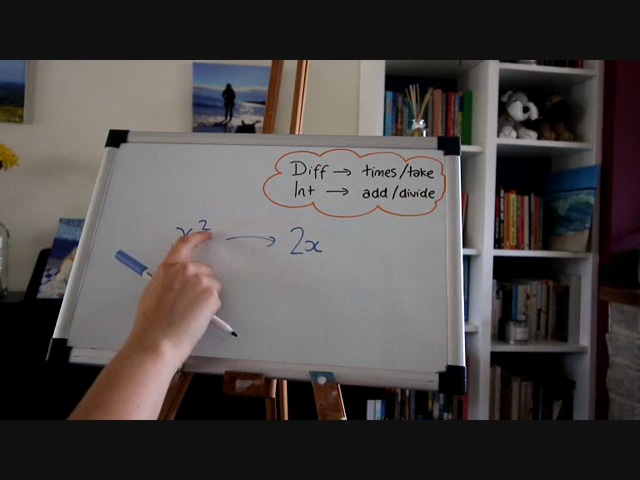 Diff → times/take
Int → add/divide
x² → 2x